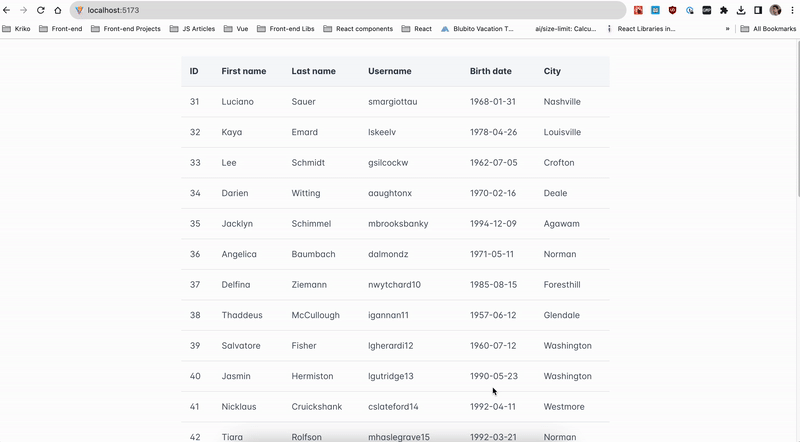 localhost:5173
Kriko Front-end Front-end Projects JS Articles Vue Front-end Libs React components React Blubito Vacation T... ai/size-limit: Calcu... React Libraries in... » All Bookmarks
ID First name Last name Username Birth date City
31 Luciano Sauer smargiottau 1968-01-31 Nashville
32 Kaya Emard lskeelv 1978-04-26 Louisville
33 Lee Schmidt gsilcockw 1962-07-05 Crofton
34 Darien Witting aaughtonx 1970-02-16 Deale
35 Jacklyn Schimmel mbrooksbanky 1994-12-09 Agawam
36 Angelica Baumbach dalmondz 1971-05-11 Norman
37 Delfina Ziemann nwytchard10 1985-08-15 Foresthill
38 Thaddeus McCullough igannan11 1957-06-12 Glendale
39 Salvatore Fisher lgherardi12 1960-07-12 Washington
40 Jasmin Hermiston lgutridge13 1990-05-23 Washington
41 Nicklaus Cruickshank cslateford14 1992-04-11 Westmore
42 Tiara Rolfson mhaslegrave15 1992-03-21 Norman